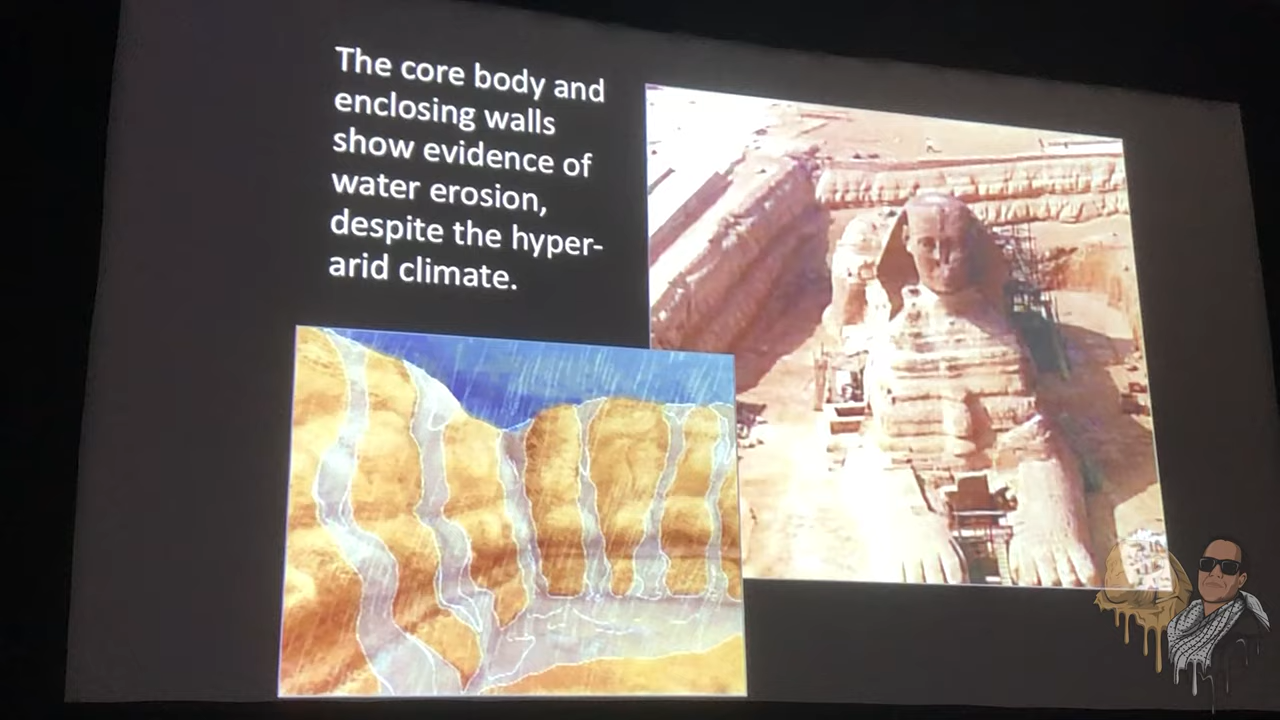 The core body and
enclosing walls
show evidence of
water erosion,
despite the hyper-
arid climate.